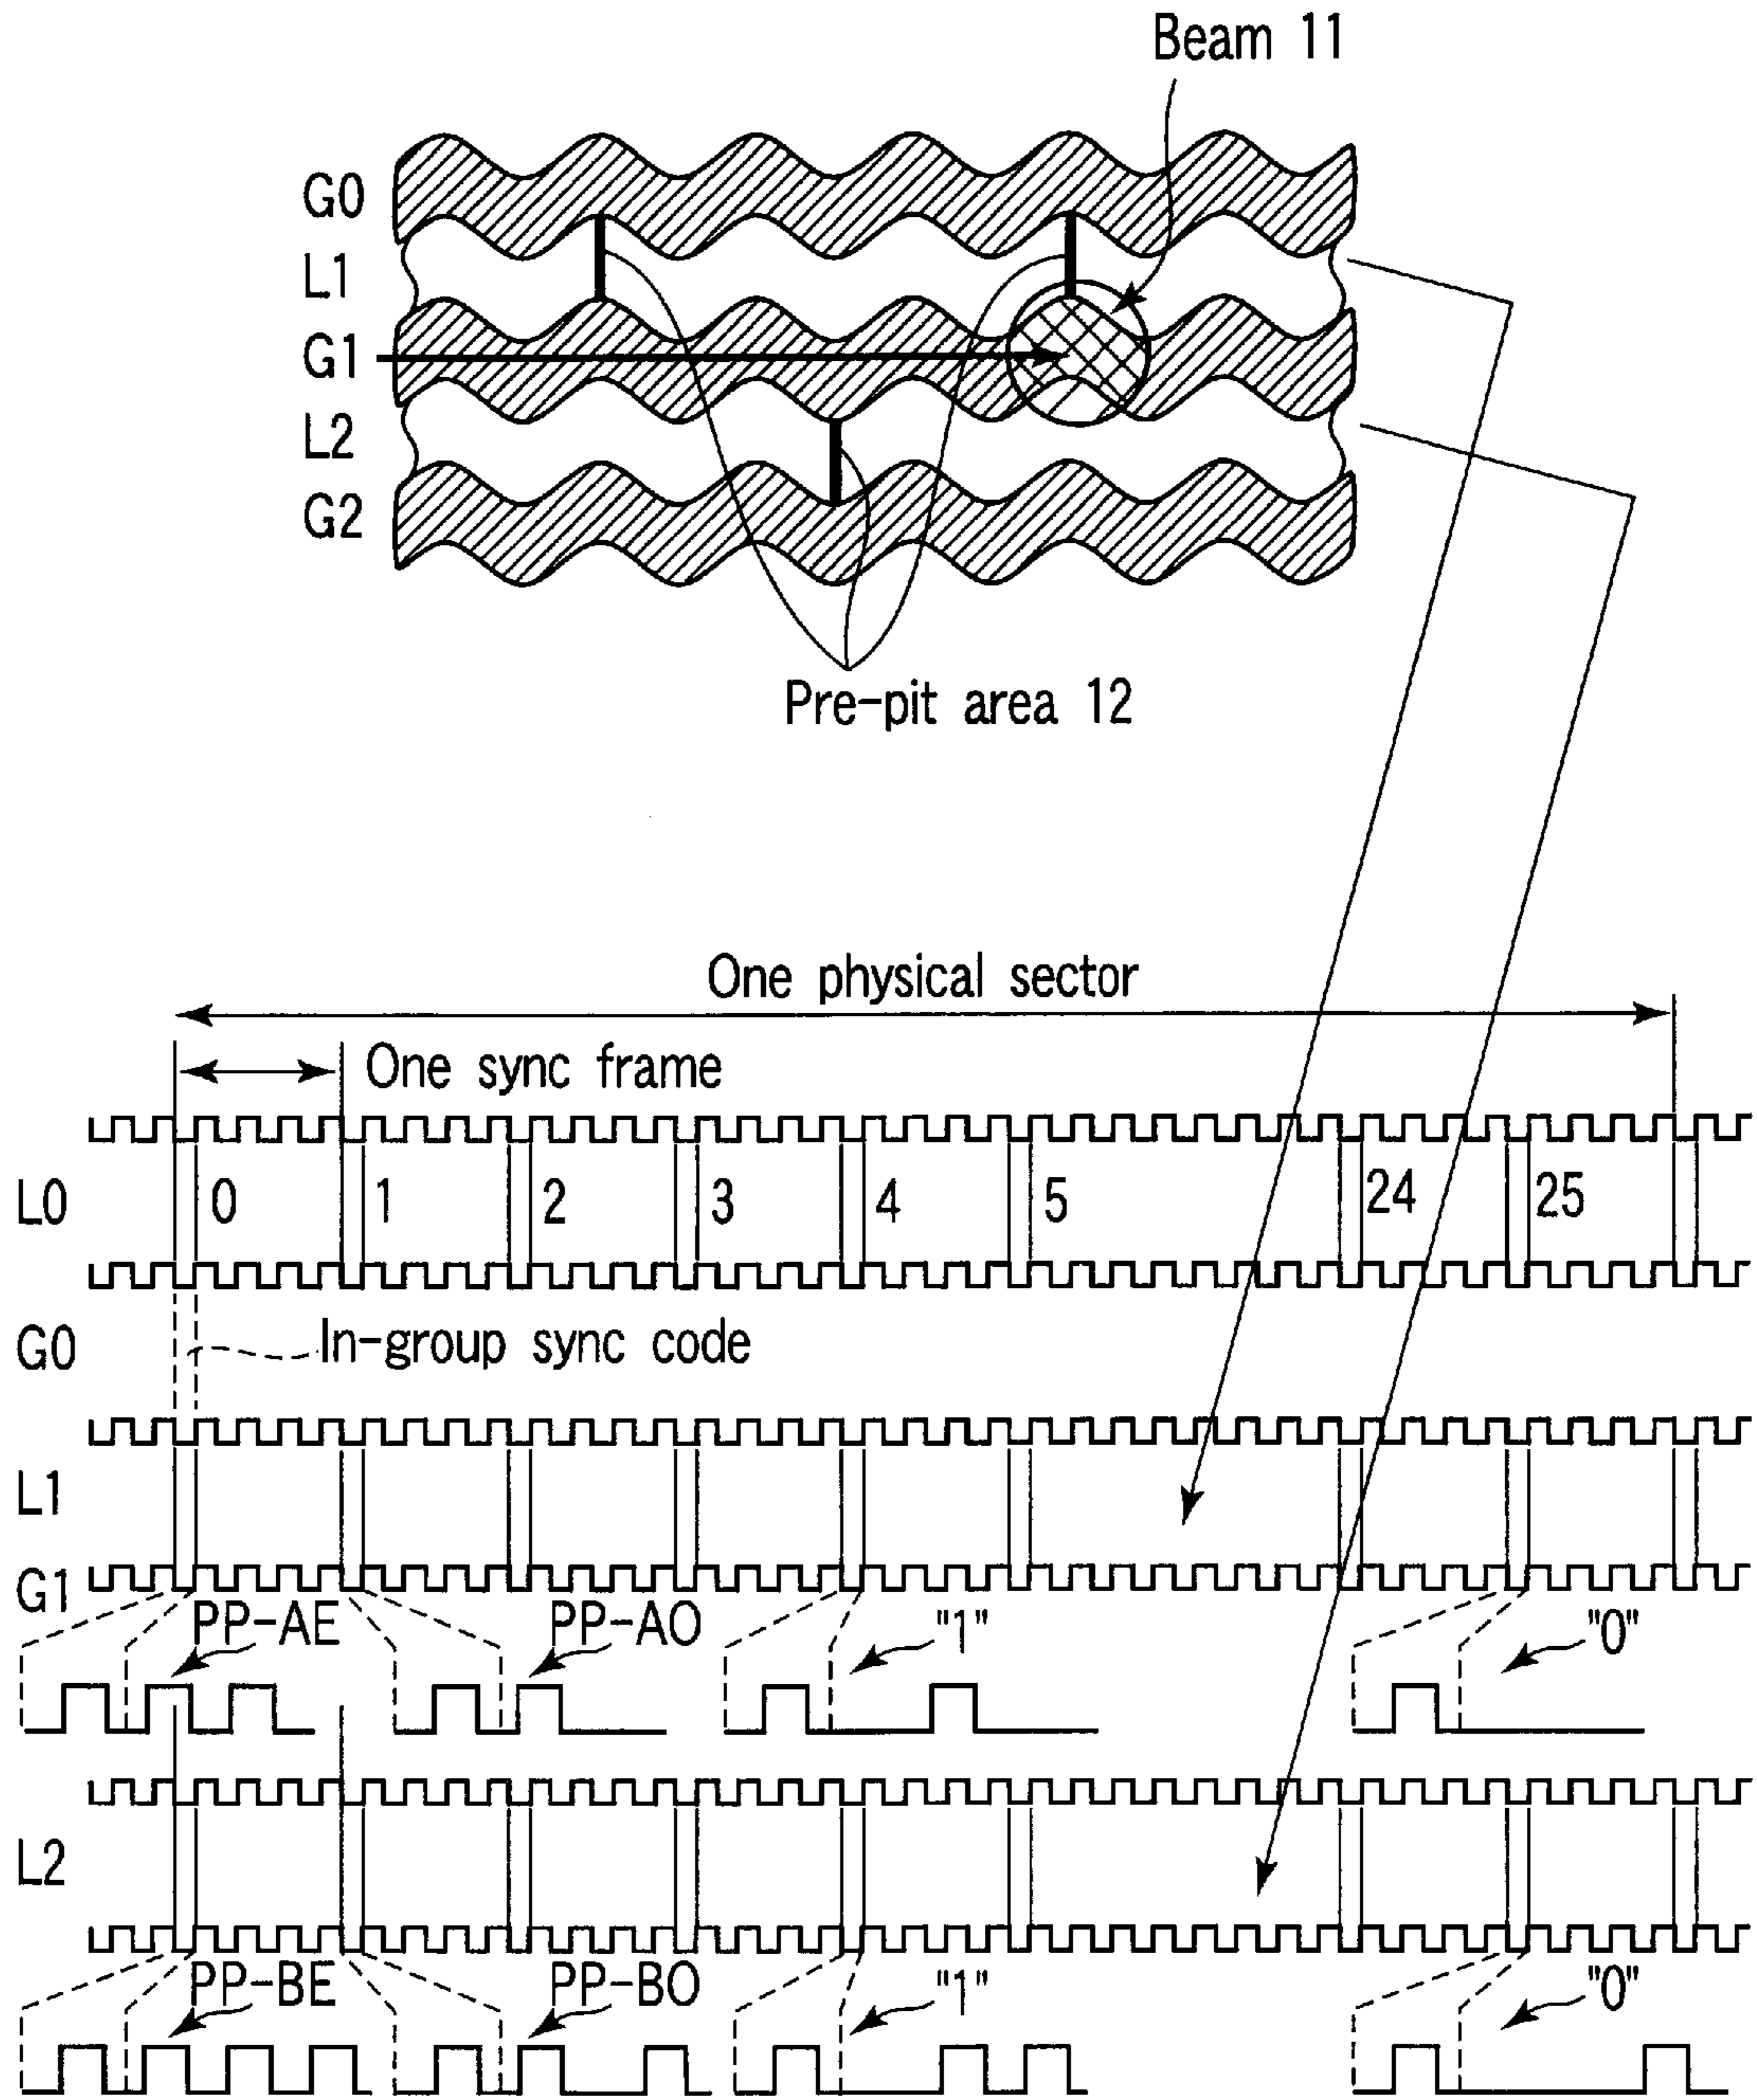 Beam 11
G0
L1
G1
L2
G2
Pre-pit area 12
One physical sector
One sync frame
L0 0 1 2 3 4 5 24 25
G0 In-group sync code
L1
G1
PP-AE PP-AO "1" "0"
L2
PP-BE PP-BO "1" "0"